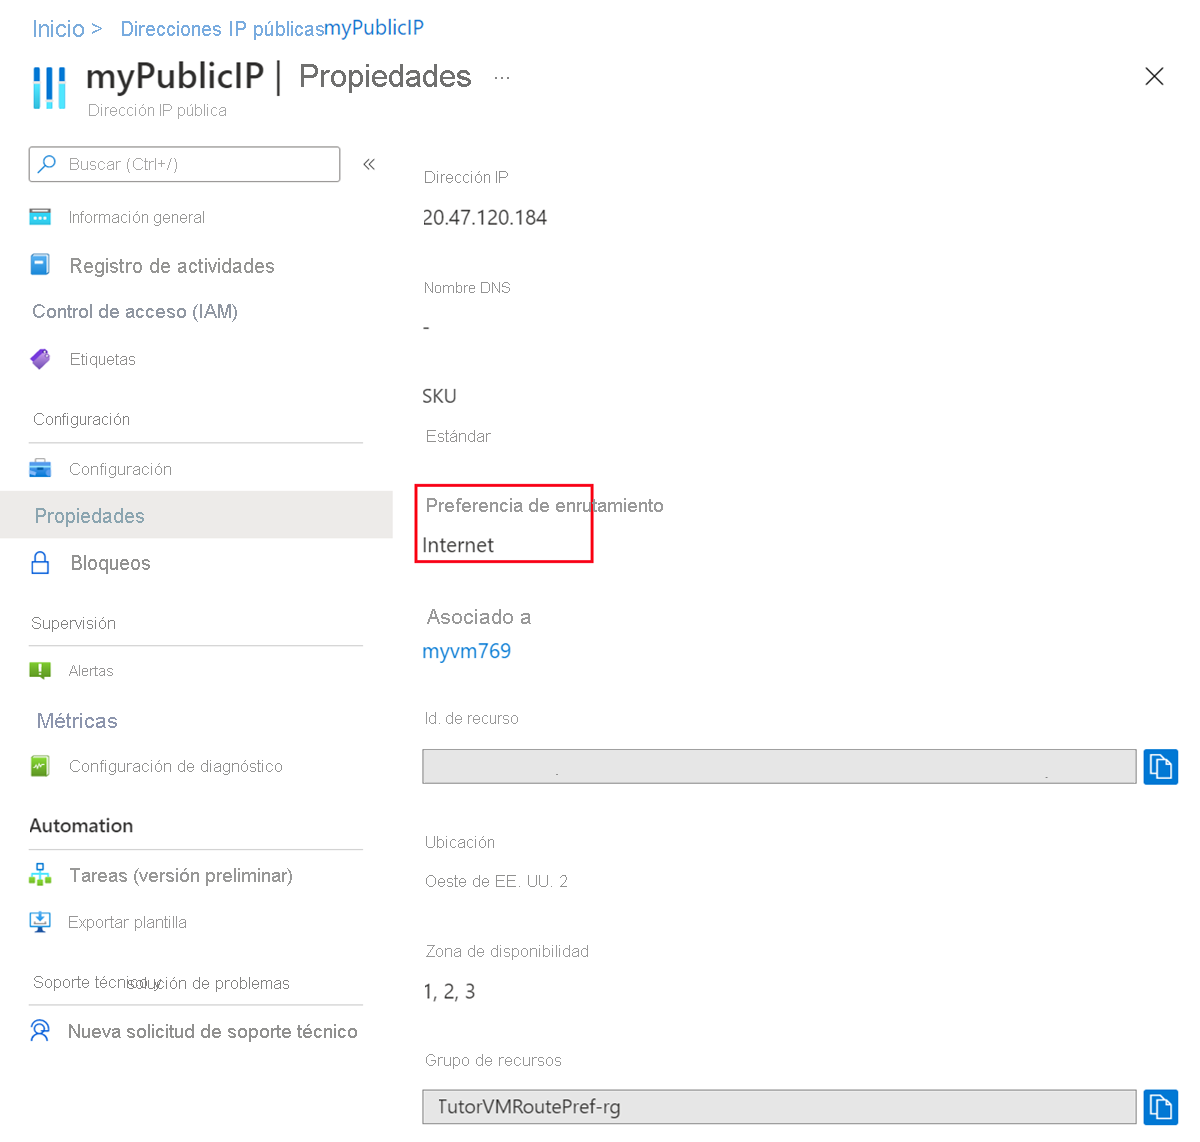 Inicio > Direcciones IP públicas myPublicIP
myPublicIP | Propiedades ...
Dirección IP pública
Buscar (Ctrl+/)
«
Información general
Registro de actividades
Control de acceso (IAM)
Etiquetas
Configuración
Configuración
Propiedades
Bloqueos
Supervisión
Alertas
Métricas
Configuración de diagnóstico
Automation
Tareas (versión preliminar)
Exportar plantilla
Soporte técnico y solución de problemas
Nueva solicitud de soporte técnico
Dirección IP
20.47.120.184
Nombre DNS
-
SKU
Estándar
Preferencia de enrutamiento
Internet
Asociado a
myvm769
Id. de recurso
Ubicación
Oeste de EE. UU. 2
Zona de disponibilidad
1, 2, 3
Grupo de recursos
TutorVMRoutePref-rg